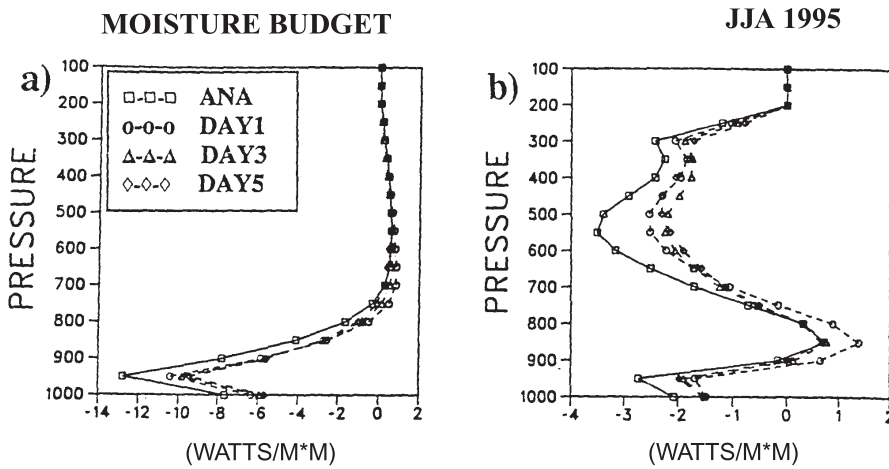 MOISTURE BUDGET
JJA 1995
a)
ANA
DAY1
DAY3
DAY5
PRESSURE
100
200
300
400
500
600
700
800
900
1000
-14 -12 -10 -8 -6 -4 -2 0 2
(WATTS/M*M)
b)
PRESSURE
100
200
300
400
500
600
700
800
900
1000
-4 -3 -2 -1 0 1 2
(WATTS/M*M)